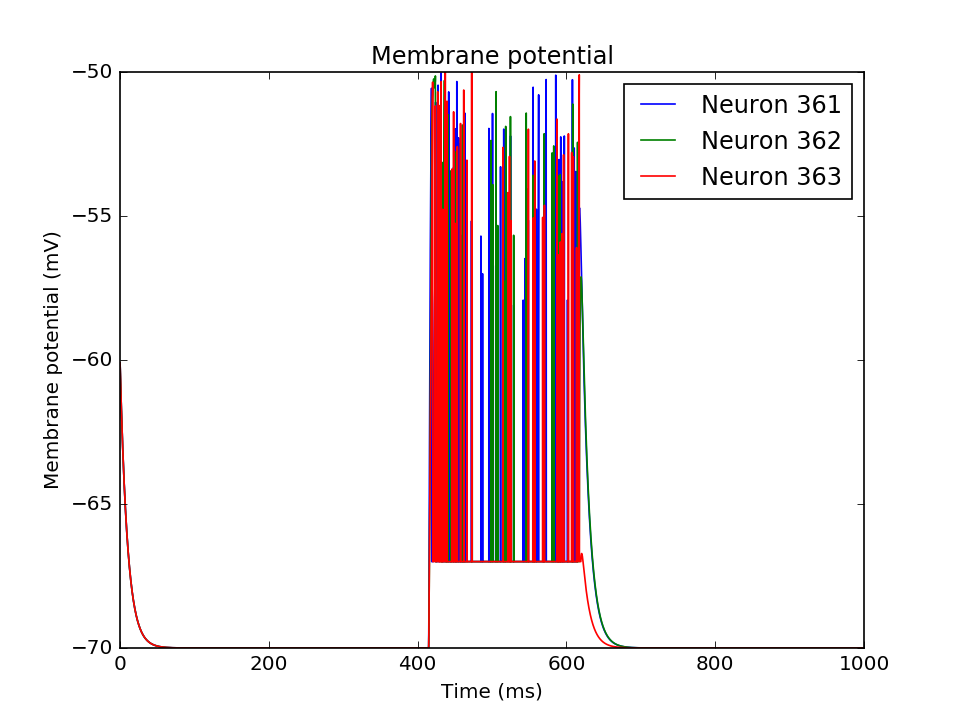 Membrane potential
−50
−55
−60
−65
−70
Membrane potential (mV)
Neuron 361
Neuron 362
Neuron 363
0
200
400
600
800
1000
Time (ms)